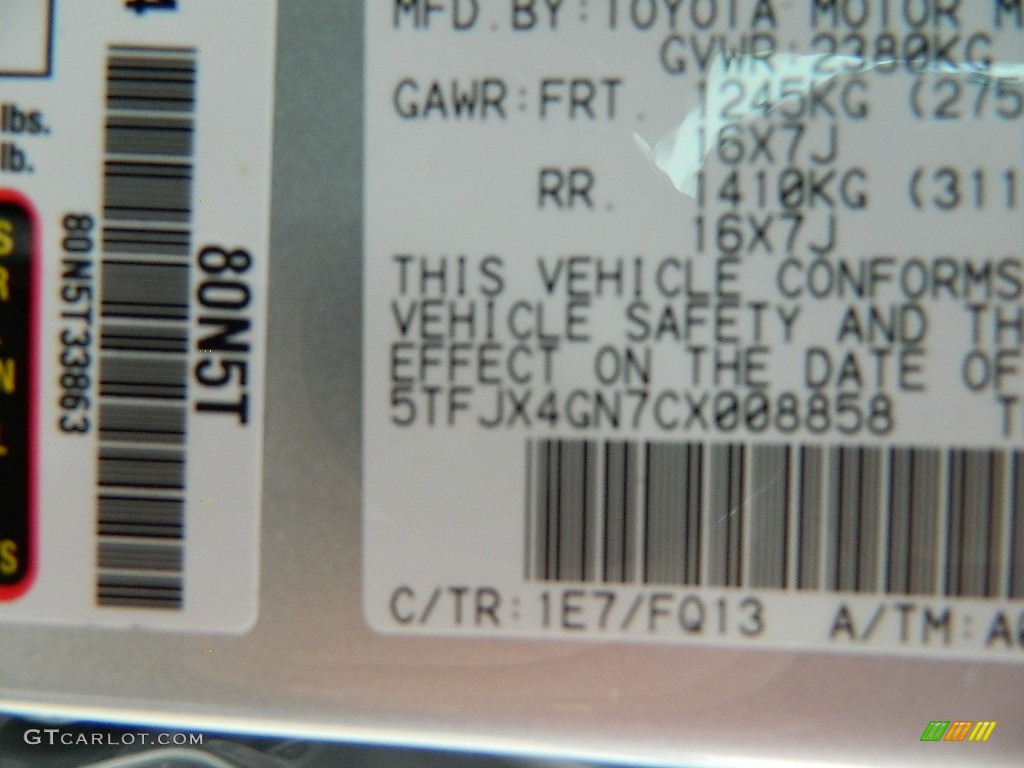 lbs.
lb.
80N5T33863
80N5T
MFD. BY: TOYOTA MOTOR M
GVWR: 2380KG
GAWR: FRT. 1245KG (275
16X7J
RR. 1410KG (311
16X7J
THIS VEHICLE CONFORMS
VEHICLE SAFETY AND TH
EFFECT ON THE DATE OF
5TFJX4GN7CX008858 T
C/TR: 1E7/FQ13 A/TM: A0
GTCARLOT.COM